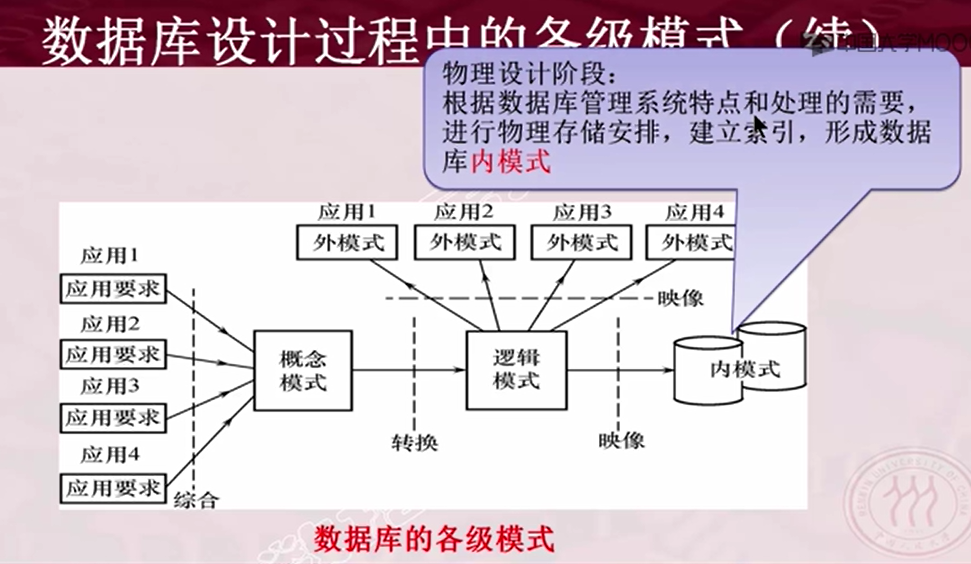 数据库设计过程中的各级模式（续）
中国大学MOO
物理设计阶段：
根据数据库管理系统特点和处理的需要，
进行物理存储安排，建立索引，形成数据
库内模式
应用1 应用2 应用3 应用4
外模式 外模式 外模式 外模式
应用1
应用要求
映像
应用2
应用要求
概念
模式
逻辑
模式
内模式
应用3
应用要求
转换
映像
应用4
应用要求
综合
数据库的各级模式